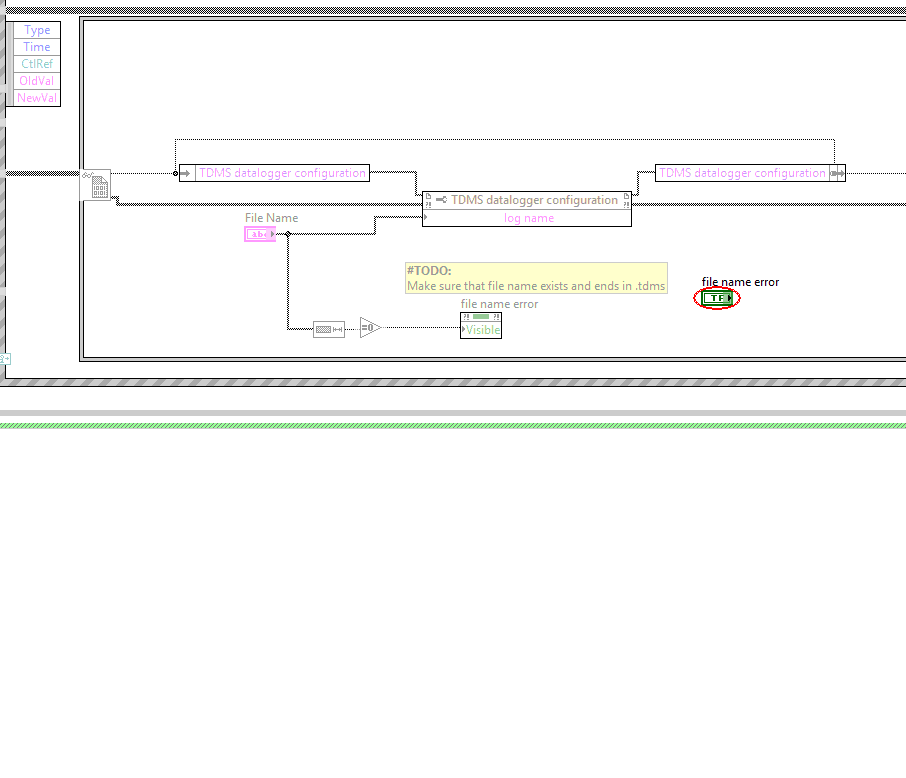 Type
Time
CtlRef
OldVal
NewVal
TDMS datalogger configuration
TDMS datalogger configuration
TDMS datalogger configuration
log name
File Name
abc
#TODO:
Make sure that file name exists and ends in .tdms
file name error
TF
file name error
?!
?!
Visible
=0